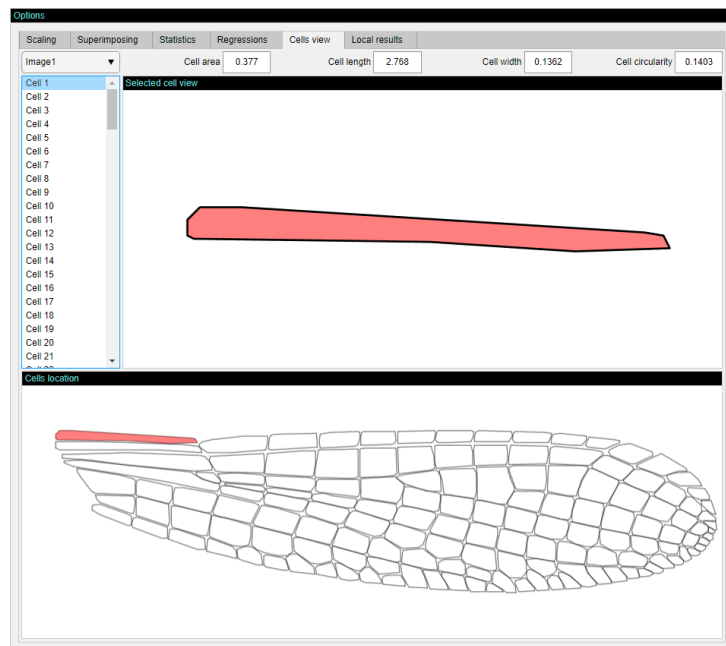 Options
Scaling Superimposing Statistics Regressions Cells view Local results
Image1 Cell area 0.377 Cell length 2.768 Cell width 0.1362 Cell circularity 0.1403
Cell 1 Selected cell view
Cell 2
Cell 3
Cell 4
Cell 5
Cell 6
Cell 7
Cell 8
Cell 9
Cell 10
Cell 11
Cell 12
Cell 13
Cell 14
Cell 15
Cell 16
Cell 17
Cell 18
Cell 19
Cell 20
Cell 21
Cells location